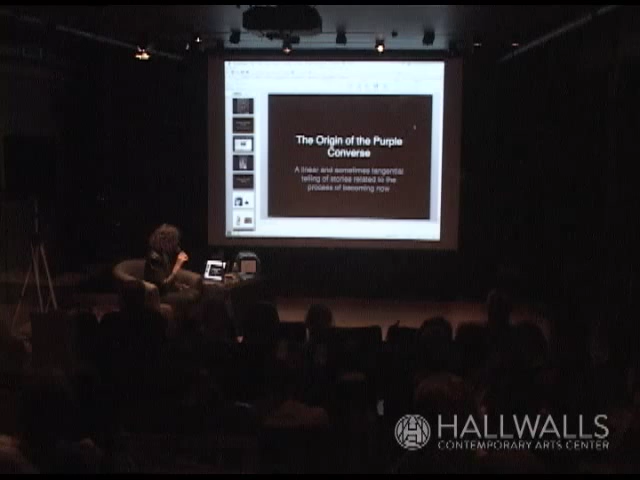 The Origin of the Purple
Converse
A linear and sometimes tangential
telling of stories related to the
process of becoming now
HALLWALLS
CONTEMPORARY ARTS CENTER